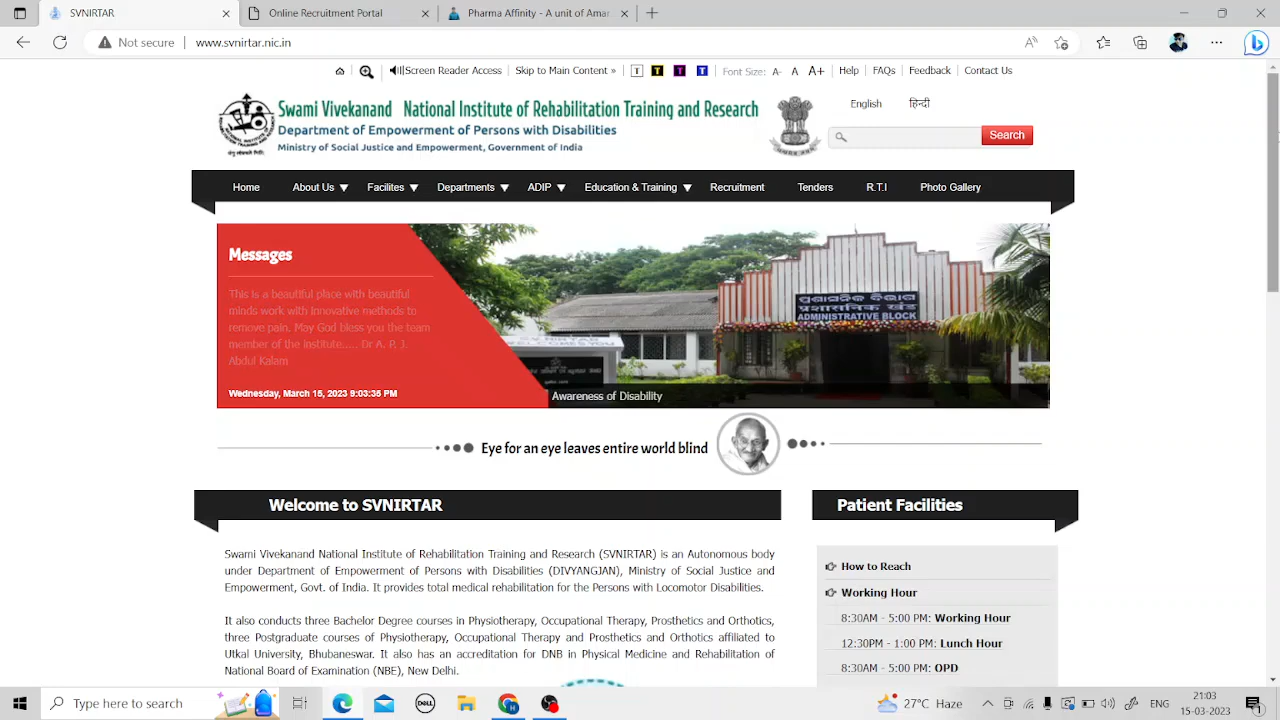 SVNIRTAR
Untitled
A Unit of Tamar
Not secure
www.svnirtar.nic.in
Screen Reader Access
Skip to Main Content »
T T T T
Font Size: A- A A+
Help
FAQs
Feedback
Contact Us
Swami Vivekanand National Institute of Rehabilitation Training and Research
Department of Empowerment of Persons with Disabilities
Ministry of Social Justice and Empowerment, Government of India
English
हिन्दी
Search
Home
About Us
Facilites
Departments
ADIP
Education & Training
Recruitment
Tenders
R.T.I
Photo Gallery
Messages
This is a beautiful place with beautiful
minds work with innovative methods to
remove pain. May God bless you the team
member of the institute..... Dr A. P. J.
Abdul Kalam
Wednesday, March 15, 2023 9:03:35 PM
ପ୍ରଶାସନିକ ବିଭାଗ
प्रशासनिक खंड
ADMINISTRATIVE BLOCK
Awareness of Disability
Eye for an eye leaves entire world blind
Welcome to SVNIRTAR
Swami Vivekanand National Institute of Rehabilitation Training and Research (SVNIRTAR) is an Autonomous body
under Department of Empowerment of Persons with Disabilities (DIVYANGJAN), Ministry of Social Justice and
Empowerment, Govt. of India. It provides total medical rehabilitation for the Persons with Locomotor Disabilities.
It also conducts three Bachelor Degree courses in Physiotherapy, Occupational Therapy, Prosthetics and Orthotics,
three Postgraduate courses of Physiotherapy, Occupational Therapy and Prosthetics and Orthotics affiliated to
Utkal University, Bhubaneswar. It also has an accreditation for DNB in Physical Medicine and Rehabilitation of
National Board of Examination (NBE), New Delhi.
Patient Facilities
How to Reach
Working Hour
8:30AM - 5:00 PM: Working Hour
12:30PM - 1:00 PM: Lunch Hour
8:30AM - 5:00 PM: OPD
Type here to search
DELL
27°C Haze
ENG
21:03
15-03-2023